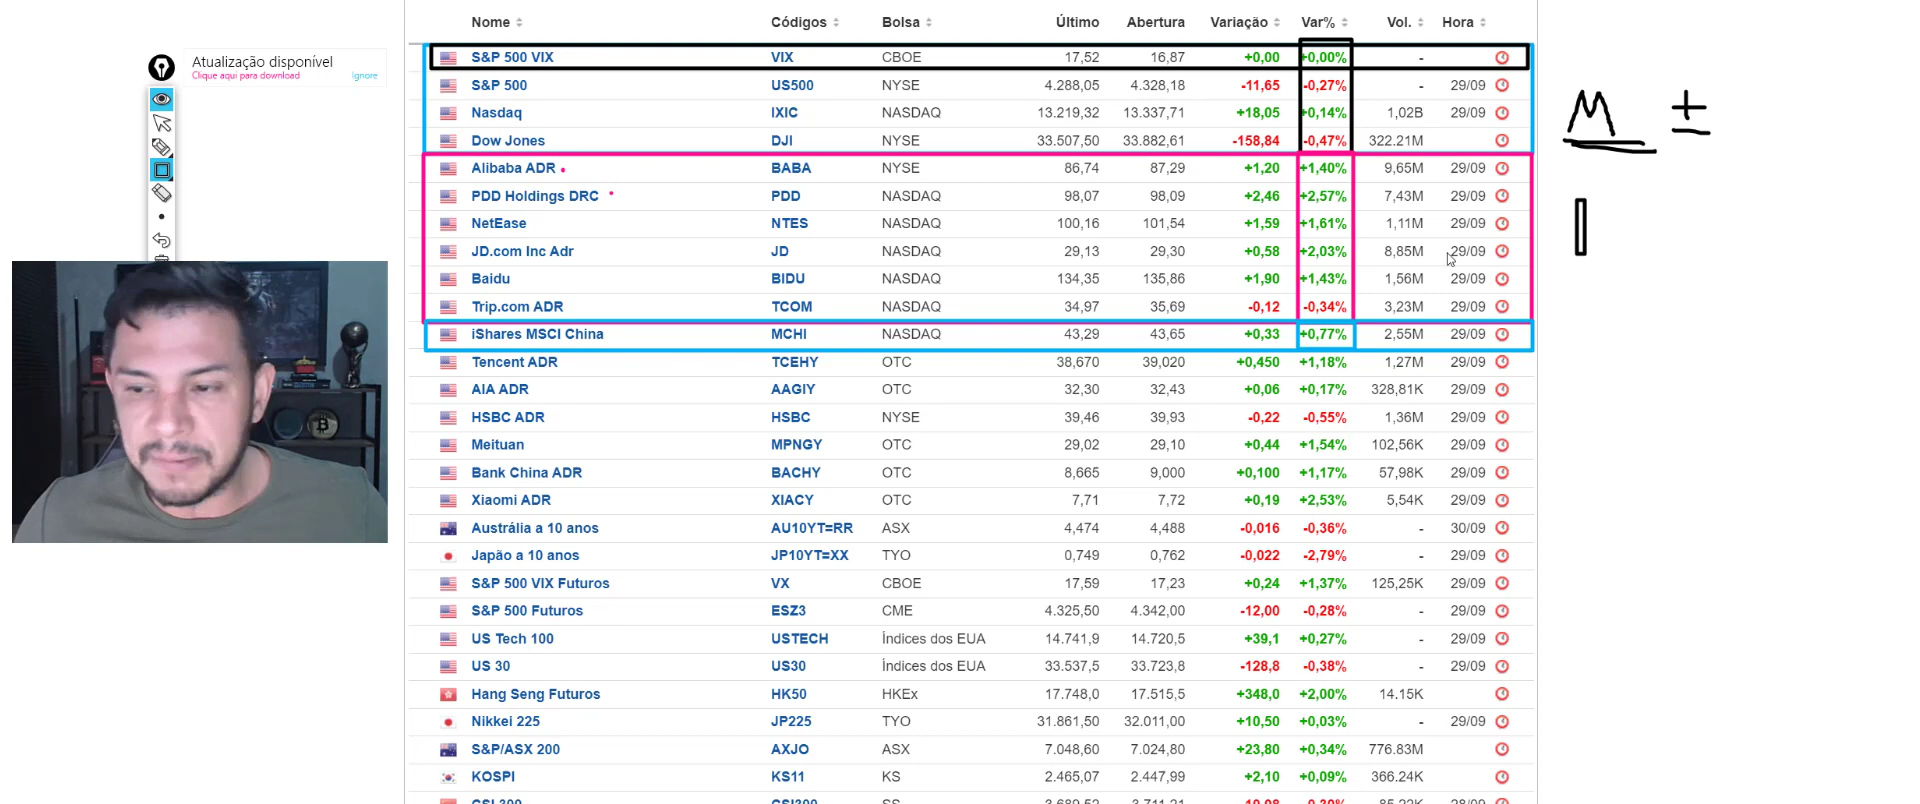 Nome Códigos Bolsa Último Abertura Variação Var% Vol. Hora
Atualização disponível
Clique aqui para download Ignore
S&P 500 VIX VIX CBOE 17,52 16,87 +0,00 +0,00% -
S&P 500 US500 NYSE 4.288,05 4.328,18 -11,65 -0,27% - 29/09
Nasdaq IXIC NASDAQ 13.219,32 13.337,71 +18,05 +0,14% 1,02B 29/09
Dow Jones DJI NYSE 33.507,50 33.882,61 -158,84 -0,47% 322.21M
Alibaba ADR BABA NYSE 86,74 87,29 +1,20 +1,40% 9,65M 29/09
PDD Holdings DRC PDD NASDAQ 98,07 98,09 +2,46 +2,57% 7,43M 29/09
NetEase NTES NASDAQ 100,16 101,54 +1,59 +1,61% 1,11M 29/09
JD.com Inc Adr JD NASDAQ 29,13 29,30 +0,58 +2,03% 8,85M 29/09
Baidu BIDU NASDAQ 134,35 135,86 +1,90 +1,43% 1,56M 29/09
Trip.com ADR TCOM NASDAQ 34,97 35,69 -0,12 -0,34% 3,23M 29/09
iShares MSCI China MCHI NASDAQ 43,29 43,65 +0,33 +0,77% 2,55M 29/09
Tencent ADR TCEHY OTC 38,670 39,020 +0,450 +1,18% 1,27M 29/09
AIA ADR AAGIY OTC 32,30 32,43 +0,06 +0,17% 328,81K 29/09
HSBC ADR HSBC NYSE 39,46 39,93 -0,22 -0,55% 1,36M 29/09
Meituan MPNGY OTC 29,02 29,10 +0,44 +1,54% 102,56K 29/09
Bank China ADR BACHY OTC 8,665 9,000 +0,100 +1,17% 57,98K 29/09
Xiaomi ADR XIACY OTC 7,71 7,72 +0,19 +2,53% 5,54K 29/09
Austrália a 10 anos AU10YT=RR ASX 4,474 4,488 -0,016 -0,36% - 30/09
Japão a 10 anos JP10YT=XX TYO 0,749 0,762 -0,022 -2,79% - 29/09
S&P 500 VIX Futuros VX CBOE 17,59 17,23 +0,24 +1,37% 125,25K 29/09
S&P 500 Futuros ESZ3 CME 4.325,50 4.342,00 -12,00 -0,28% - 29/09
US Tech 100 USTECH Índices dos EUA 14.741,9 14.720,5 +39,1 +0,27% - 29/09
US 30 US30 Índices dos EUA 33.537,5 33.723,8 -128,8 -0,38% - 29/09
Hang Seng Futuros HK50 HKEx 17.748,0 17.515,5 +348,0 +2,00% 14.15K
Nikkei 225 JP225 TYO 31.861,50 32.011,00 +10,50 +0,03% - 29/09
S&P/ASX 200 AXJO ASX 7.048,60 7.024,80 +23,80 +0,34% 776.83M
KOSPI KS11 KS 2.465,07 2.447,99 +2,10 +0,09% 366.24K
M ±